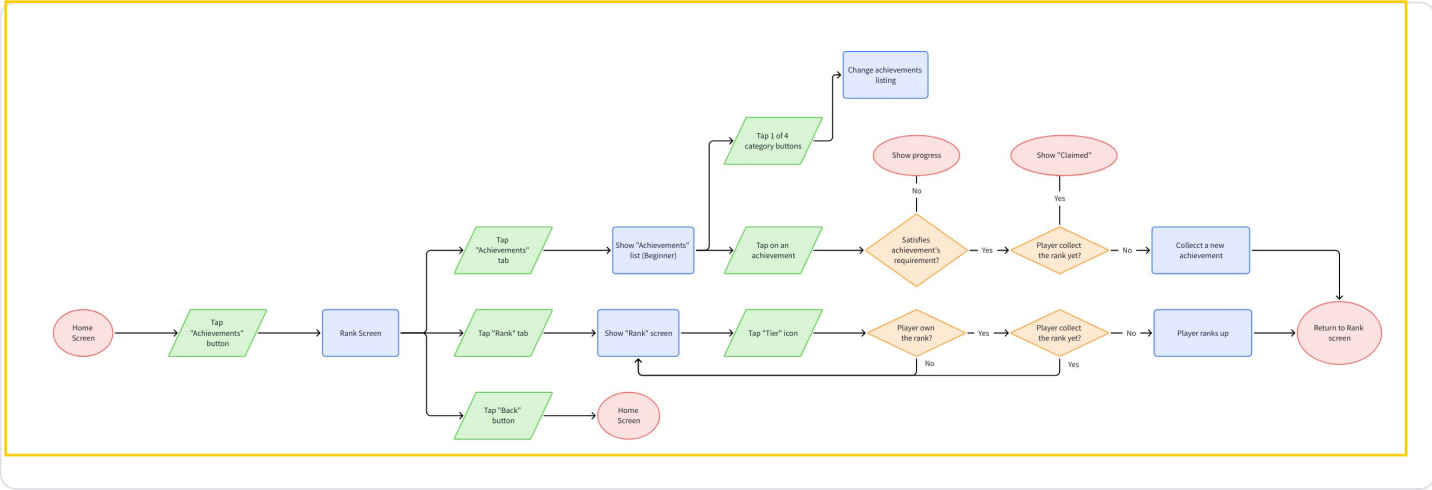 Change achievements
listing
Tap 1 of 4
category buttons
Show progress
Show "Claimed"
No
Yes
Tap
"Achievements"
tab
Show "Achievements"
list (Beginner)
Tap on an
achievement
Satisfies
achievement's
requirement?
Yes
Player collect
the rank yet?
No
Collecct a new
achievement
Home
Screen
Tap
"Achievements"
button
Rank Screen
Tap "Rank" tab
Show "Rank" screen
Tap "Tier" icon
Player own
the rank?
Yes
Player collect
the rank yet?
No
Player ranks up
Return to Rank
screen
No
Yes
Tap "Back"
button
Home
Screen